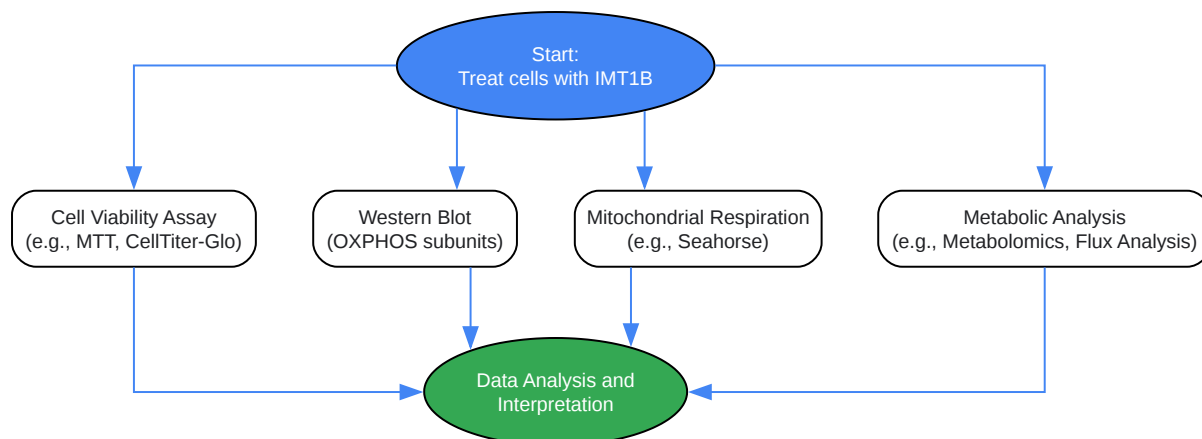 Start:
Treat cells with IMT1B
Cell Viability Assay
(e.g., MTT, CellTiter-Glo)
Western Blot
(OXPHOS subunits)
Mitochondrial Respiration
(e.g., Seahorse)
Metabolic Analysis
(e.g., Metabolomics, Flux Analysis)
Data Analysis and
Interpretation